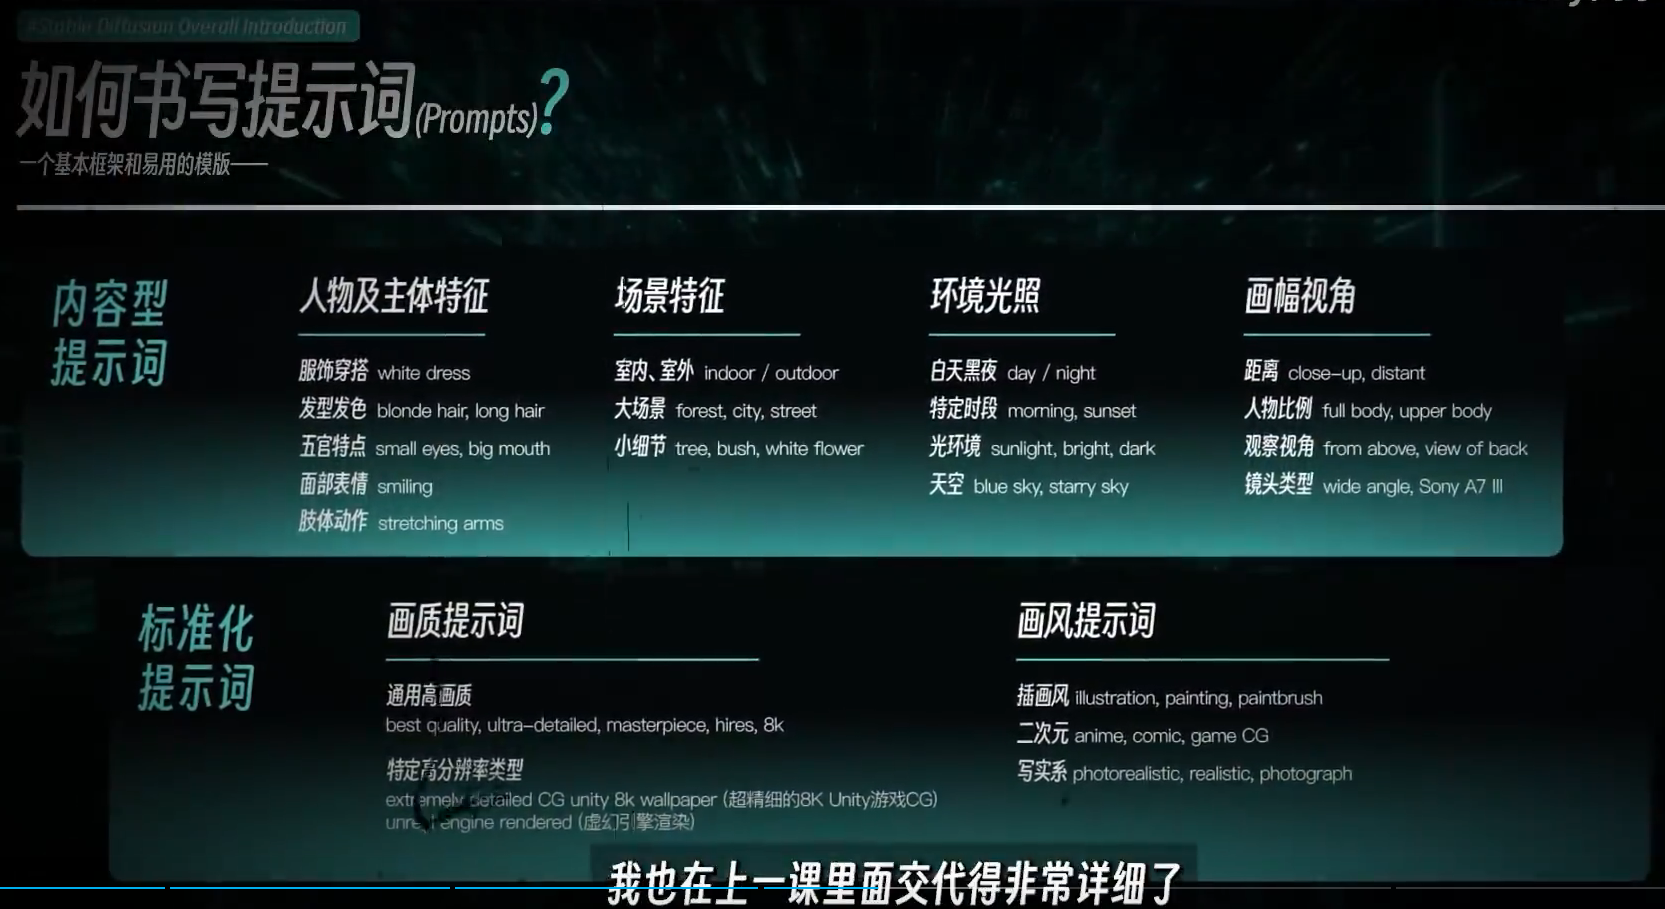 #Stable Diffusion Overall Introduction
如何书写提示词(Prompts)?
一个基本框架和易用的模版——
内容型
提示词
人物及主体特征
服饰穿搭 white dress
发型发色 blonde hair, long hair
五官特点 small eyes, big mouth
面部表情 smiling
肢体动作 stretching arms
场景特征
室内、室外 indoor / outdoor
大场景 forest, city, street
小细节 tree, bush, white flower
环境光照
白天黑夜 day / night
特定时段 morning, sunset
光环境 sunlight, bright, dark
天空 blue sky, starry sky
画幅视角
距离 close-up, distant
人物比例 full body, upper body
观察视角 from above, view of back
镜头类型 wide angle, Sony A7 III
标准化
提示词
画质提示词
通用高画质
best quality, ultra-detailed, masterpiece, hires, 8k
特定高分辨率类型
extremely detailed CG unity 8k wallpaper (超精细的8K Unity游戏CG)
unreal engine rendered (虚幻引擎渲染)
画风提示词
插画风 illustration, painting, paintbrush
二次元 anime, comic, game CG
写实系 photorealistic, realistic, photograph
我也在上一课里面交代得非常详细了